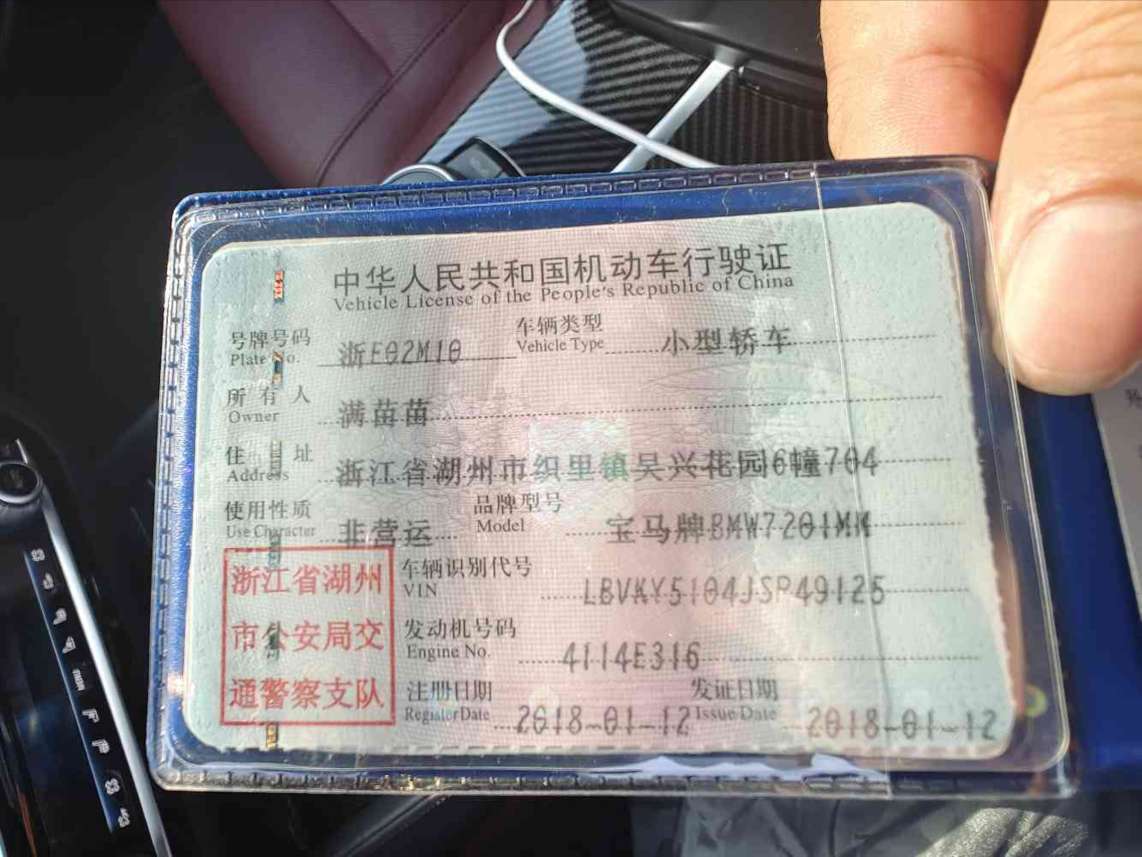 中华人民共和国机动车行驶证
Vehicle License of the People's Republic of China
号牌号码 浙E02M10 车辆类型 小型轿车
Plate No. Vehicle Type
所有人 满苗苗
Owner
住址 浙江省湖州市织里镇吴兴花园6幢704
Address
使用性质 非营运 品牌型号 宝马牌BMW7201MM
Use Character Model
浙江省湖州
市公安局交
通警察支队
车辆识别代号 LBVKY5104JSR49125
VIN
发动机号码 4114E316
Engine No.
注册日期 2018-01-12 发证日期 2018-01-12
Register Date Issue Date